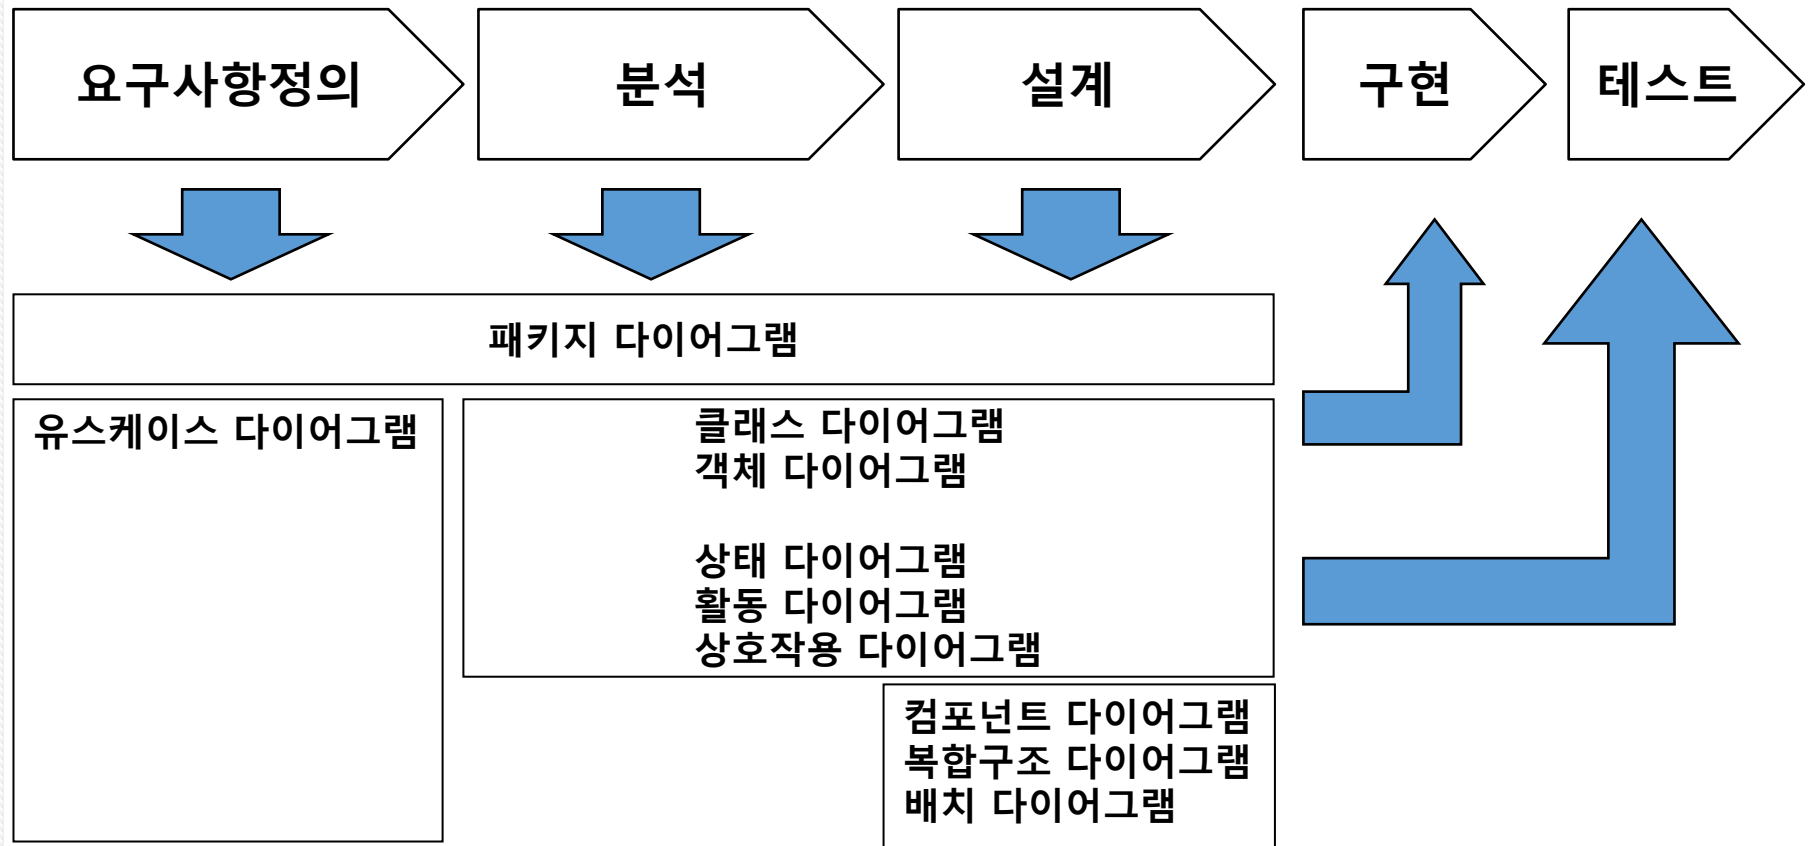 요구사항정의
분석
설계
구현
테스트
패키지 다이어그램
유스케이스 다이어그램
클래스 다이어그램
객체 다이어그램
상태 다이어그램
활동 다이어그램
상호작용 다이어그램
컴포넌트 다이어그램
복합구조 다이어그램
배치 다이어그램